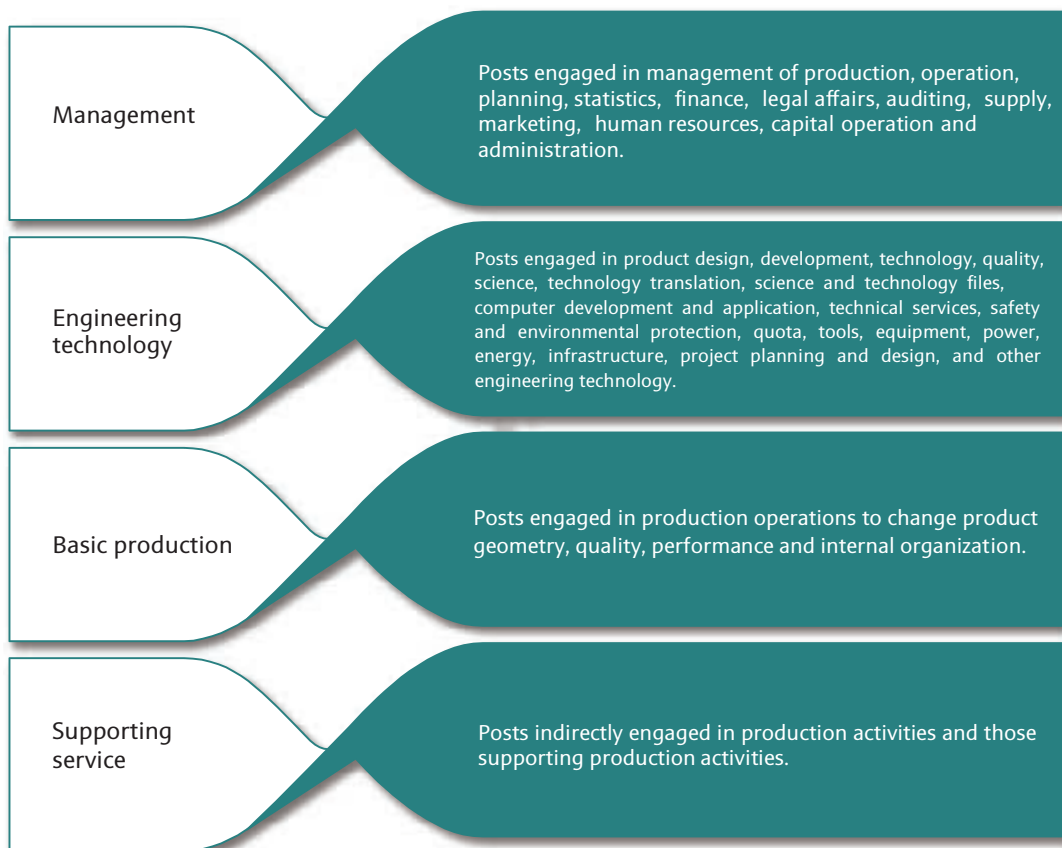 Management
Posts engaged in management of production, operation,
planning, statistics, finance, legal affairs, auditing, supply,
marketing, human resources, capital operation and
administration.
Engineering
technology
Posts engaged in product design, development, technology, quality,
science, technology translation, science and technology files,
computer development and application, technical services, safety
and environmental protection, quota, tools, equipment, power,
energy, infrastructure, project planning and design, and other
engineering technology.
Basic production
Posts engaged in production operations to change product
geometry, quality, performance and internal organization.
Supporting
service
Posts indirectly engaged in production activities and those
supporting production activities.